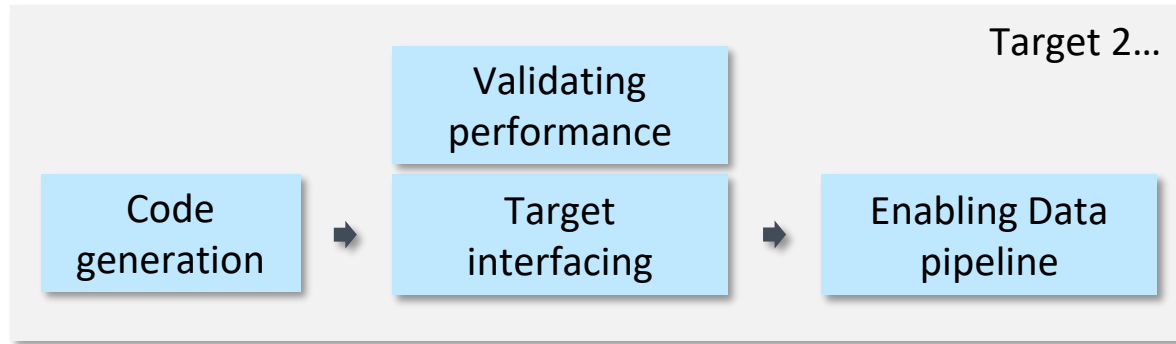 Target 2…
Validating
performance
Code
generation
Target
interfacing
Enabling Data
pipeline